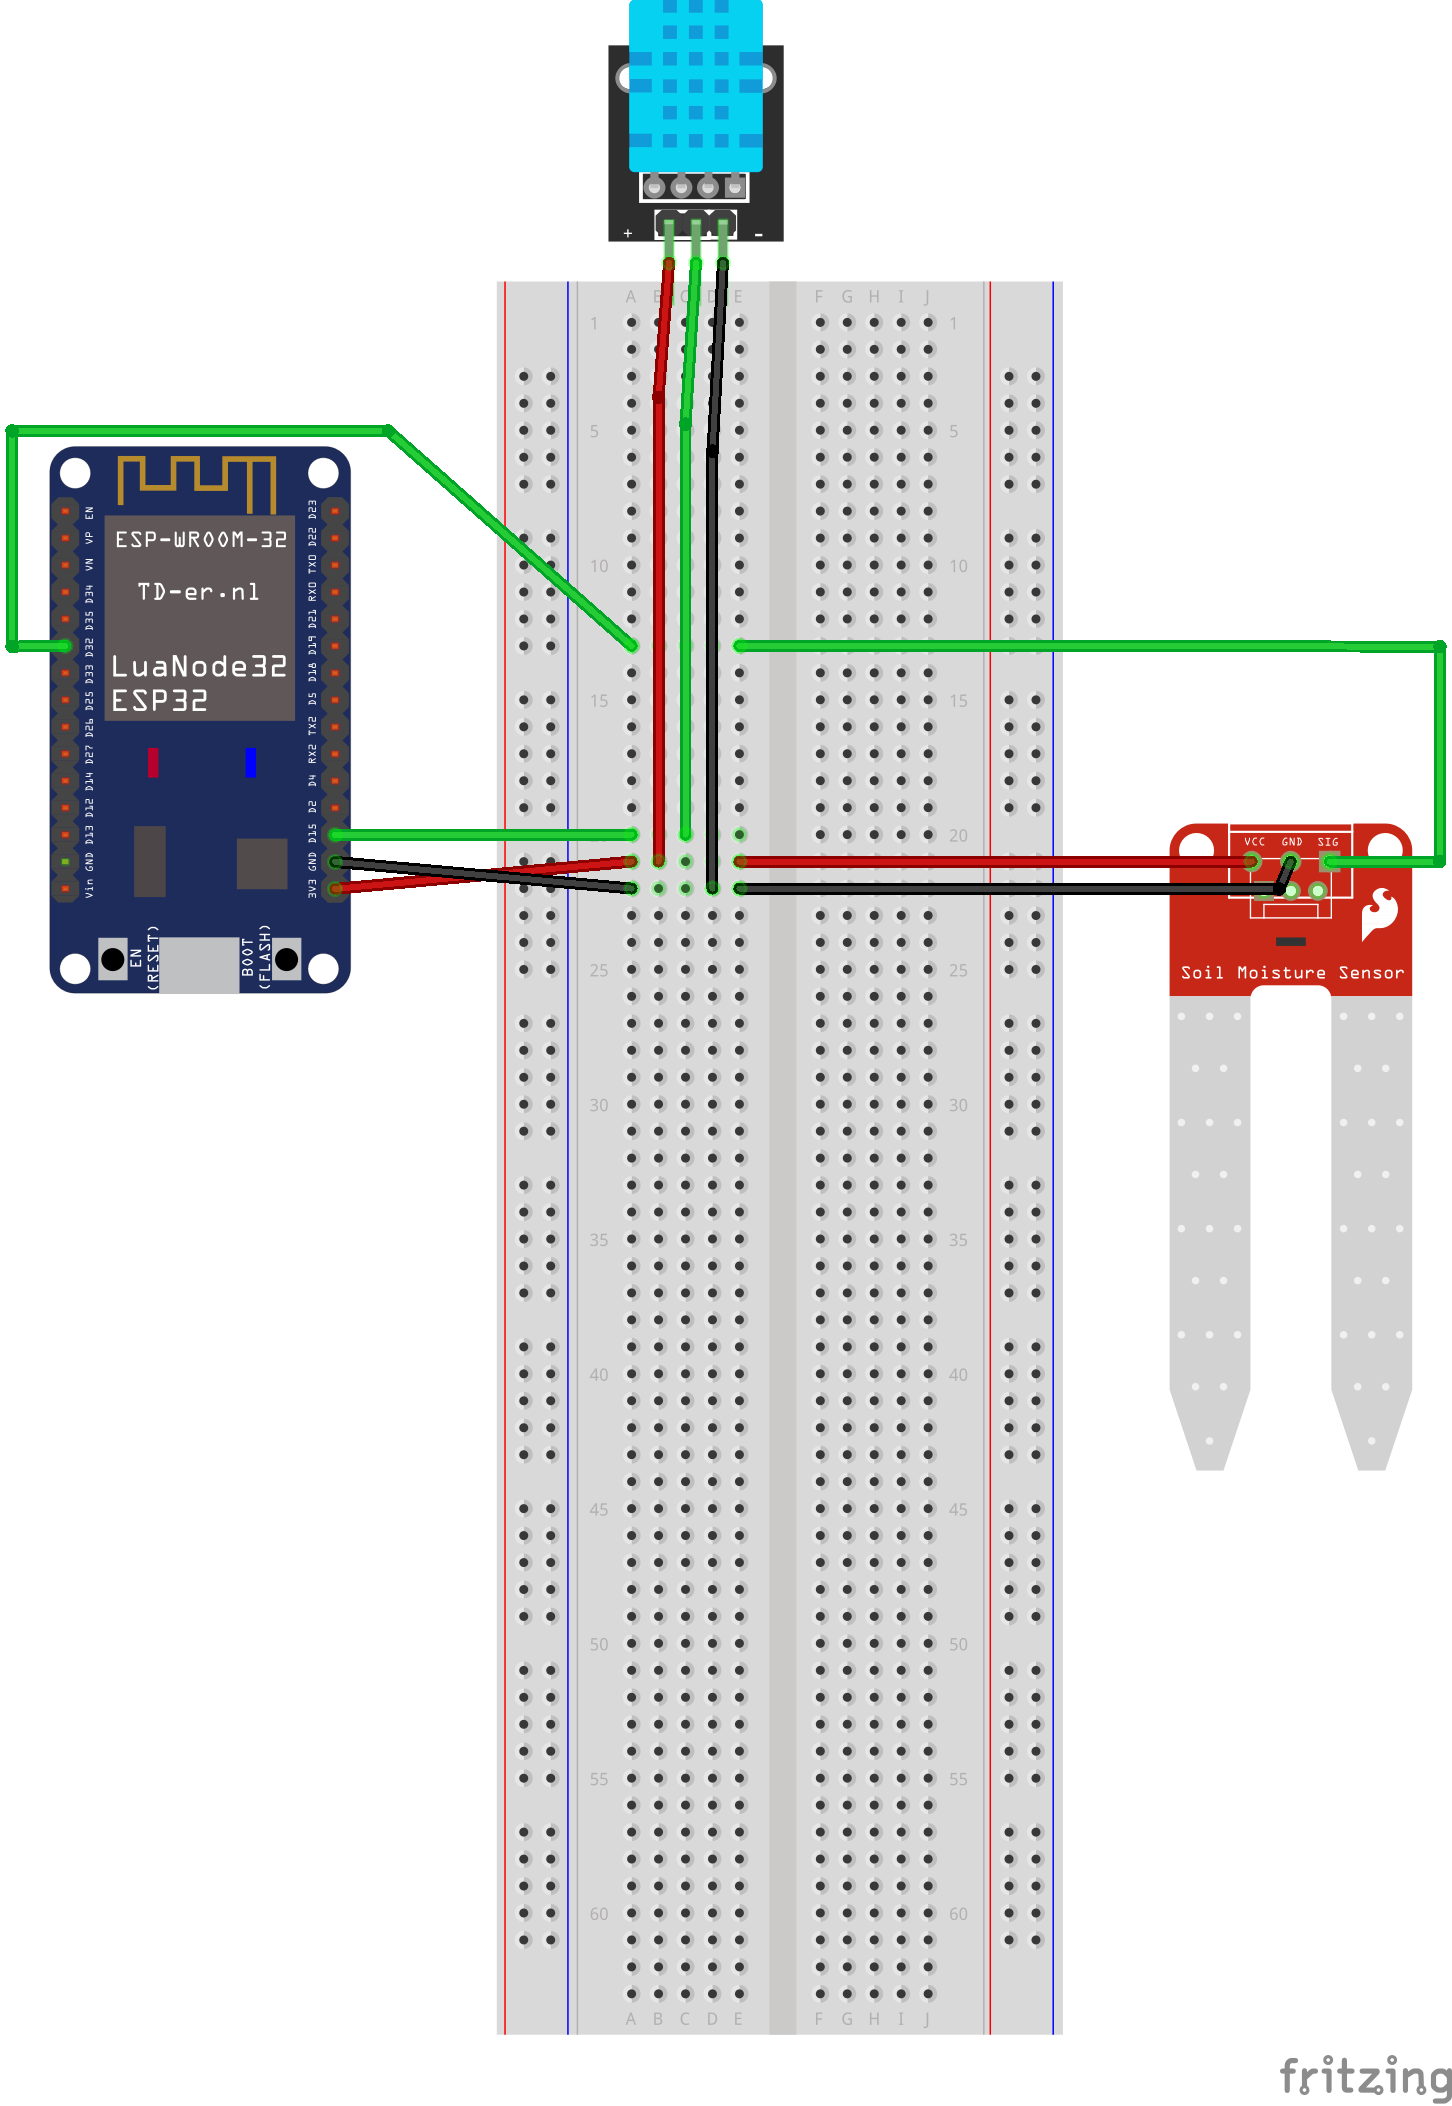 + -
A B C D E F G H I J
1 1
5 5
10 10
15 15
20 20
25 25
30 30
35 35
40 40
45 45
50 50
55 55
60 60
A B C D E F G H I J
ESP-WROOM-32
TD-er.nl
LuaNode32
ESP32
EN
VP
VN
D34
D35
D32
D33
D25
D26
D27
D14
D12
D13
GND
Vin
D23
D22
TX0
RX0
D21
D19
D18
D5
TX2
RX2
D4
D2
D15
GND
3V3
EN
(RESET)
BOOT
(FLASH)
VCC GND SIG
Soil Moisture Sensor
fritzing